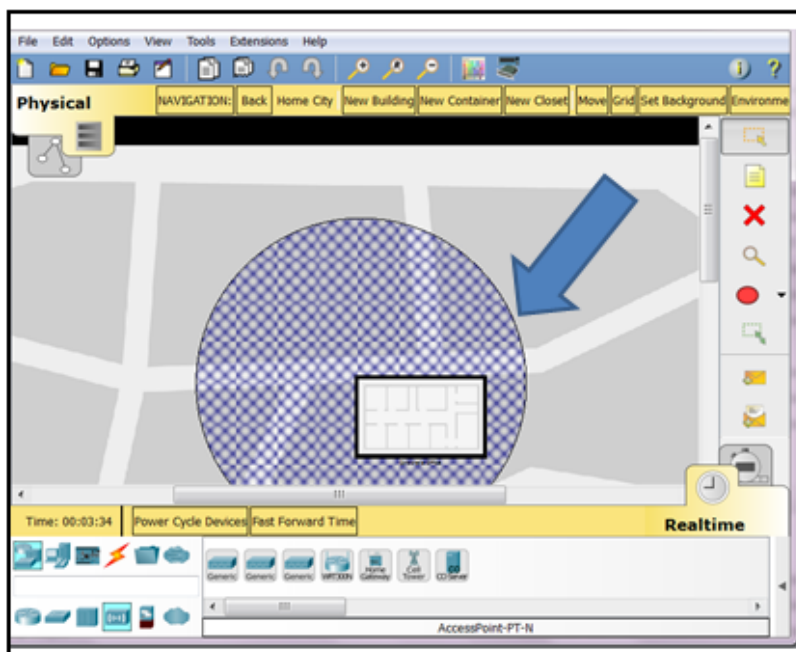 File Edit Options View Tools Extensions Help
Physical
NAVIGATION: Back Home City New Building New Container New Closet Move Grid Set Background Environme
Time: 00:03:34 Power Cycle Devices Fast Forward Time
Realtime
Generic Generic Generic WRT300N Home Gateway Cell Tower CO Server
AccessPoint-PT-N